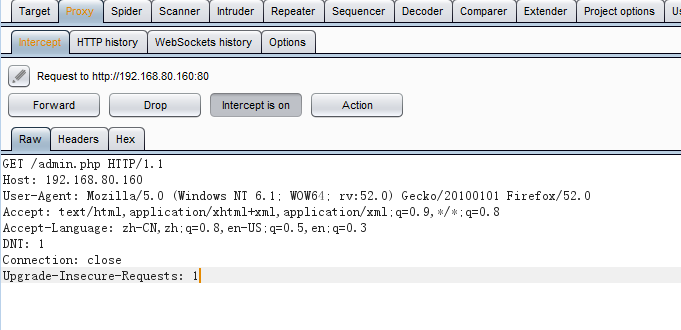 Target Proxy Spider Scanner Intruder Repeater Sequencer Decoder Comparer Extender Project options
Intercept HTTP history WebSockets history Options
Request to http://192.168.80.160:80
Forward Drop Intercept is on Action
Raw Headers Hex
GET /admin.php HTTP/1.1
Host: 192.168.80.160
User-Agent: Mozilla/5.0 (Windows NT 6.1; WOW64; rv:52.0) Gecko/20100101 Firefox/52.0
Accept: text/html,application/xhtml+xml,application/xml;q=0.9,*/*;q=0.8
Accept-Language: zh-CN,zh;q=0.8,en-US;q=0.5,en;q=0.3
DNT: 1
Connection: close
Upgrade-Insecure-Requests: 1